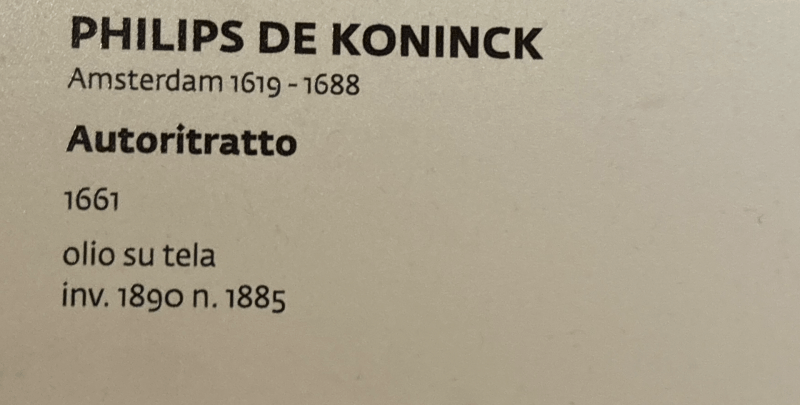 PHILIPS DE KONINCK
Amsterdam 1619 - 1688
Autoritratto
1661
olio su tela
inv. 1890 n. 1885